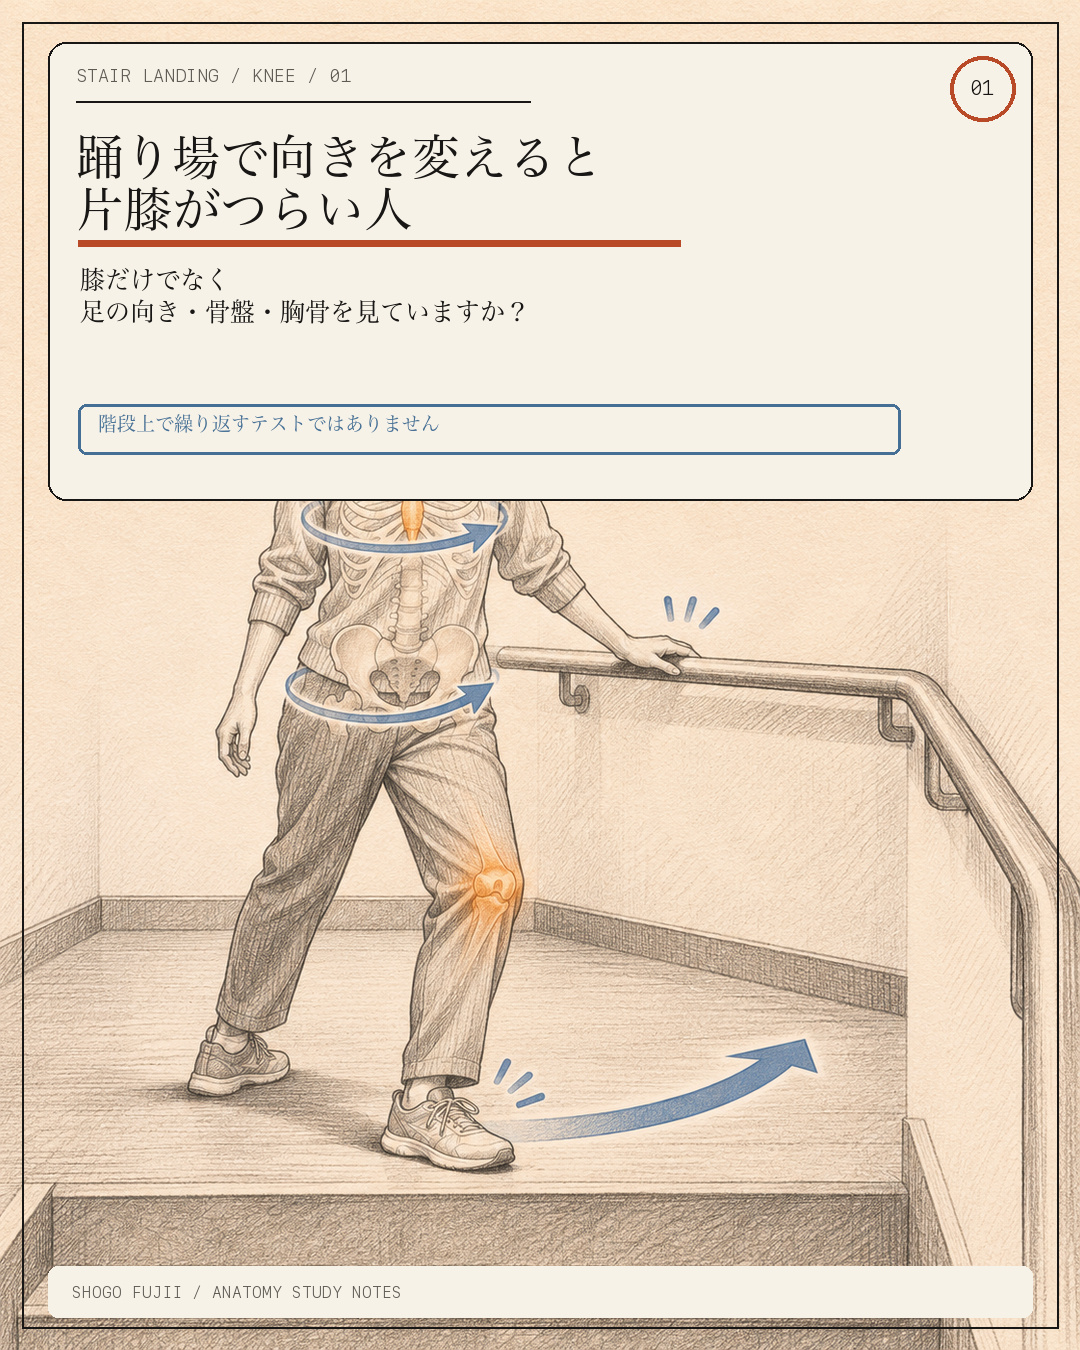 STAIR LANDING / KNEE / 01
01
踊り場で向きを変えると
片膝がつらい人
膝だけでなく
足の向き・骨盤・胸骨を見ていますか？
階段上で繰り返すテストではありません
SHOGO FUJII / ANATOMY STUDY NOTES